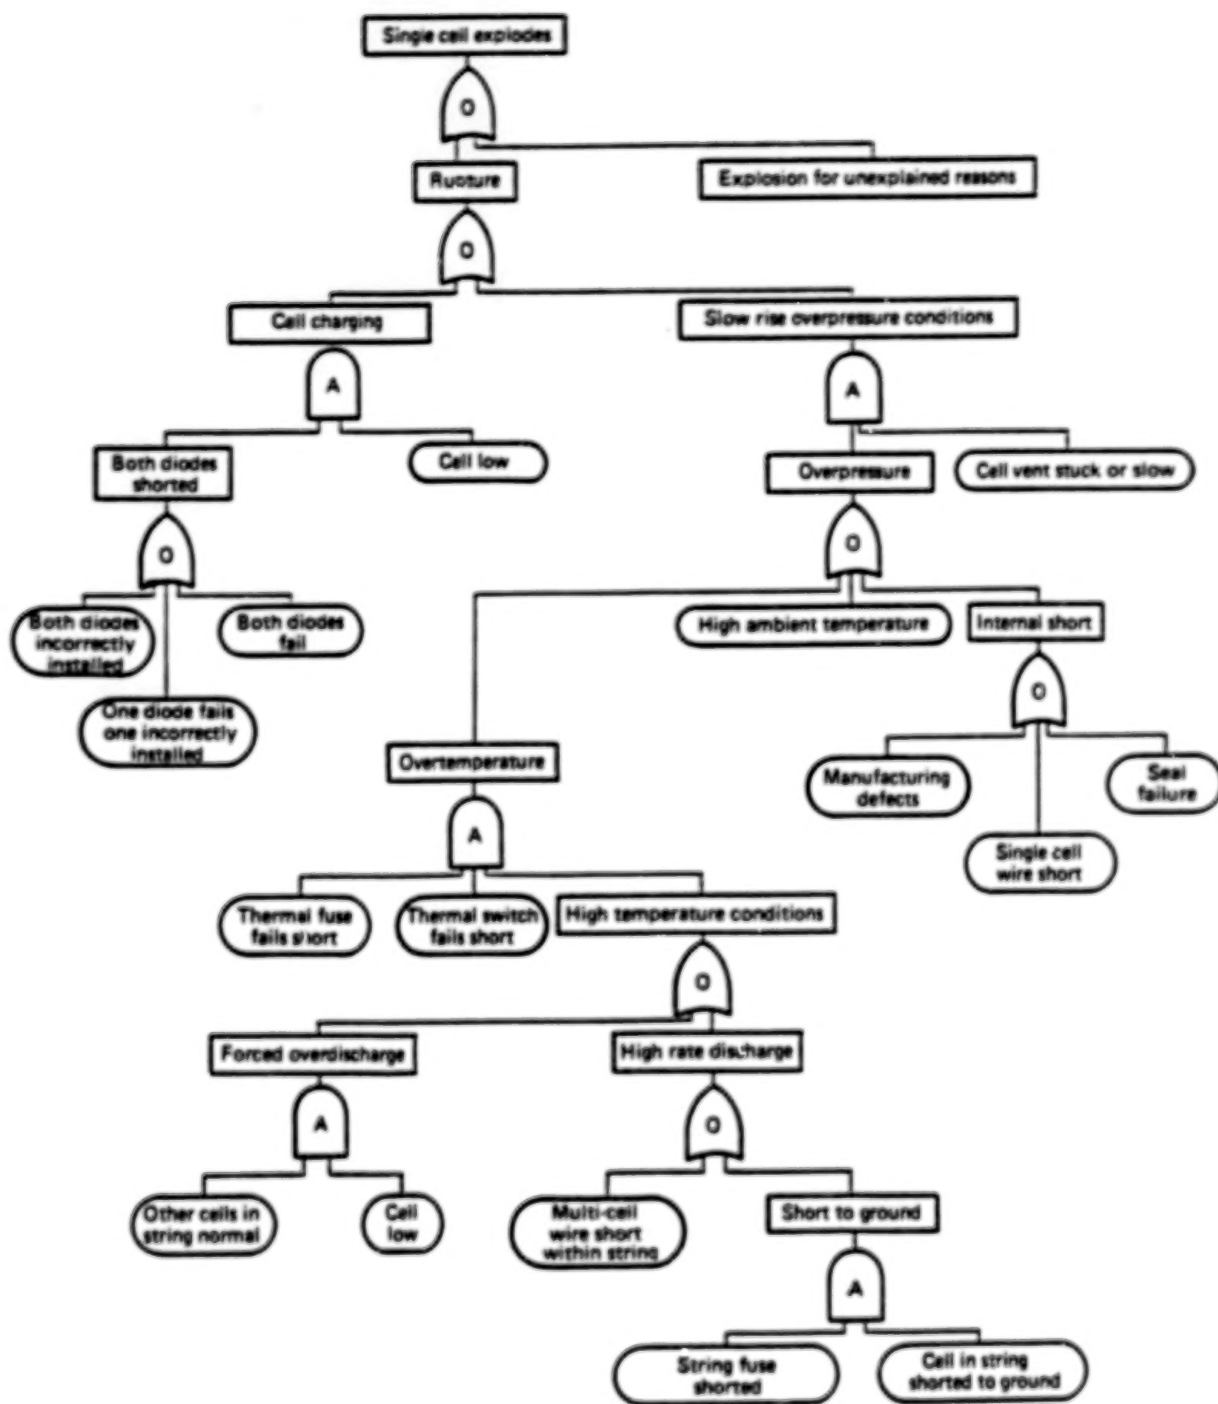 Single cell explodes
O
Rupture
Explosion for unexplained reasons
O
Cell charging
Slow rise overpressure conditions
A
A
Both diodes
shorted
Cell low
Overpressure
Cell vent stuck or slow
O
O
Both diodes
incorrectly
installed
Both diodes
fail
High ambient temperature
Internal short
O
One diode fails
one incorrectly
installed
Overtemperature
Manufacturing
defects
Seal
failure
A
Single cell
wire short
Thermal fuse
fails short
Thermal switch
fails short
High temperature conditions
O
Forced overdischarge
High rate discharge
A
O
Other cells in
string normal
Cell
low
Multi-cell
wire short
within string
Short to ground
A
String fuse
shorted
Cell in string
shorted to ground